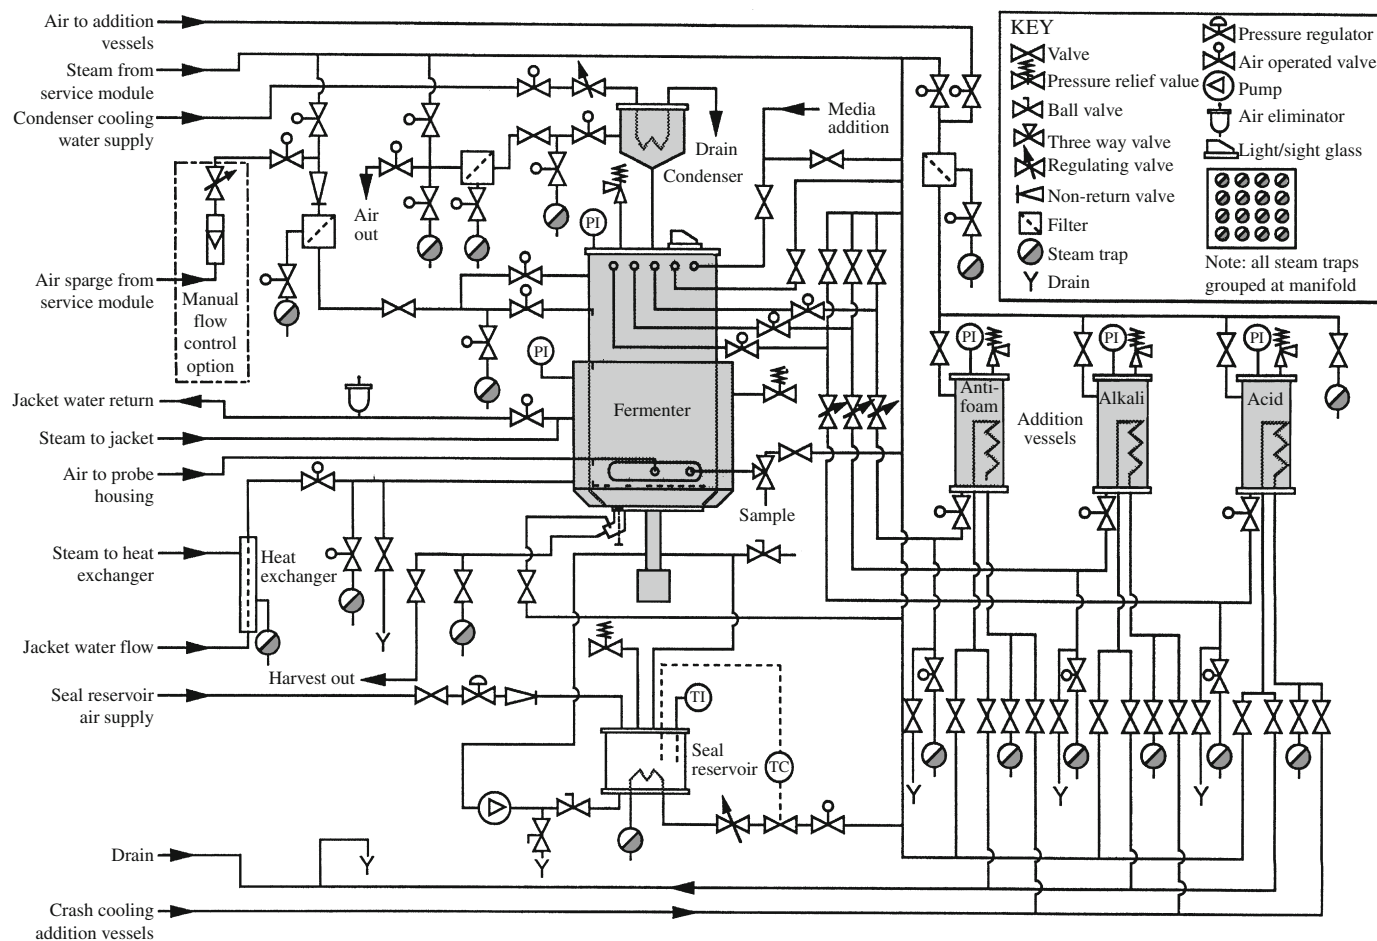 Air to addition
vessels
Steam from
service module
Condenser cooling
water supply
Air sparge from
service module
Manual
flow
control
option
Jacket water return
Steam to jacket
Air to probe
housing
Steam to heat
exchanger
Heat
exchanger
Jacket water flow
Harvest out
Seal reservoir
air supply
Drain
Crash cooling
addition vessels
Air
out
PI
Drain
Condenser
Media
addition
PI
Fermenter
Sample
TI
Seal
reservoir
TC
PI
PI
PI
Anti-
foam
Addition
vessels
Alkali
Acid
KEY
Valve
Pressure relief value
Ball valve
Three way valve
Regulating valve
Non-return valve
Filter
Steam trap
Drain
Pressure regulator
Air operated valve
Pump
Air eliminator
Light/sight glass
Note: all steam traps
grouped at manifold